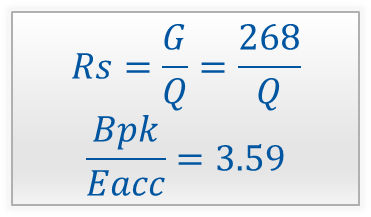 Rs = G/Q = 268/Q
Bpk/Eacc = 3.59